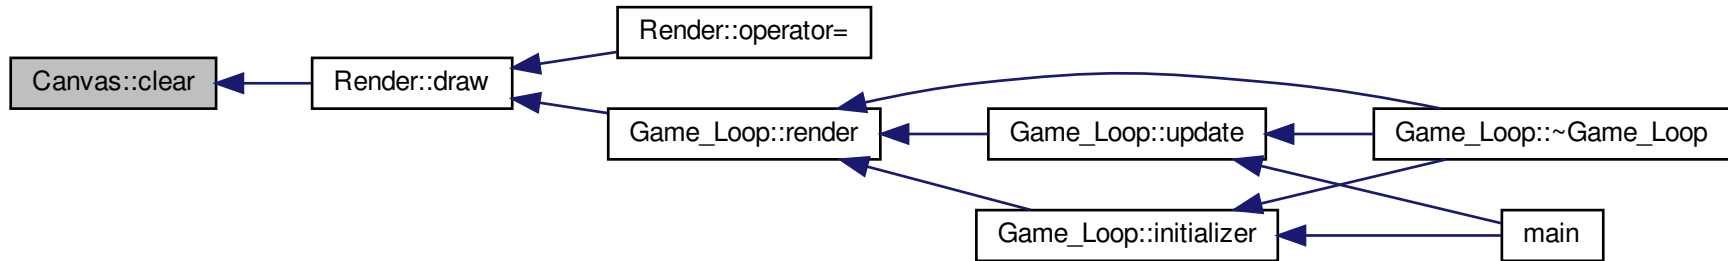 Render::operator=
Canvas::clear
Render::draw
Game_Loop::render
Game_Loop::update
Game_Loop::~Game_Loop
Game_Loop::initializer
main